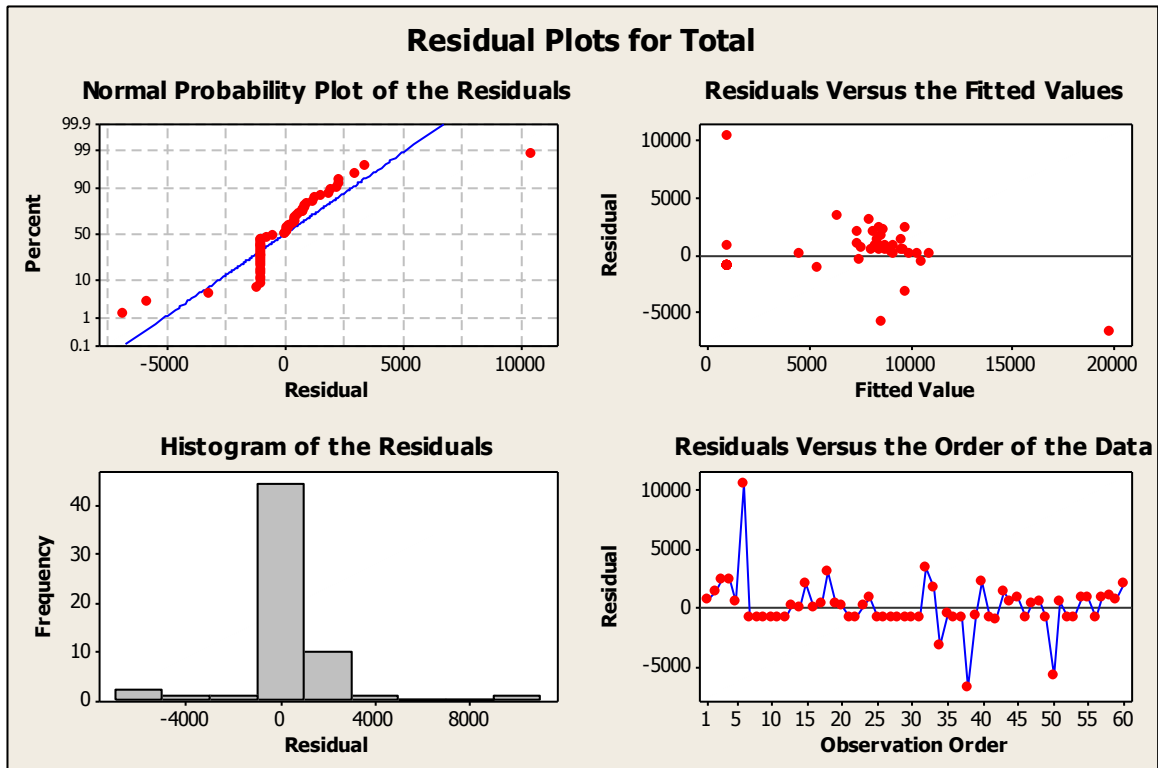 Residual Plots for Total
Normal Probability Plot of the Residuals
Percent
99.9
99
90
50
10
1
0.1
-5000 0 5000 10000
Residual
Residuals Versus the Fitted Values
Residual
10000
5000
0
-5000
0 5000 10000 15000 20000
Fitted Value
Histogram of the Residuals
Frequency
40
30
20
10
0
-4000 0 4000 8000
Residual
Residuals Versus the Order of the Data
Residual
10000
5000
0
-5000
1 5 10 15 20 25 30 35 40 45 50 55 60
Observation Order